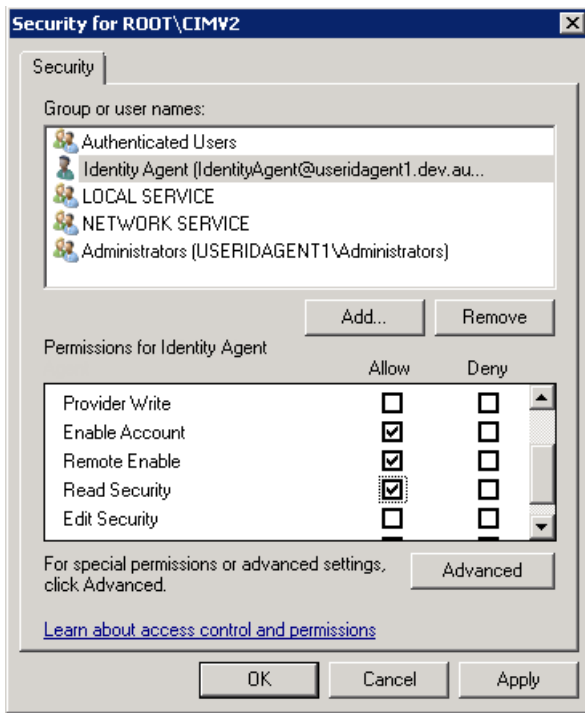 Security for ROOT\CIMV2
Security
Group or user names:
Authenticated Users
Identity Agent (IdentityAgent@useridagent1.dev.au...
LOCAL SERVICE
NETWORK SERVICE
Administrators (USERIDAGENT1\Administrators)
Add... Remove
Permissions for Identity Agent
Allow Deny
Provider Write
Enable Account
Remote Enable
Read Security
Edit Security
For special permissions or advanced settings,
click Advanced.
Advanced
Learn about access control and permissions
OK Cancel Apply